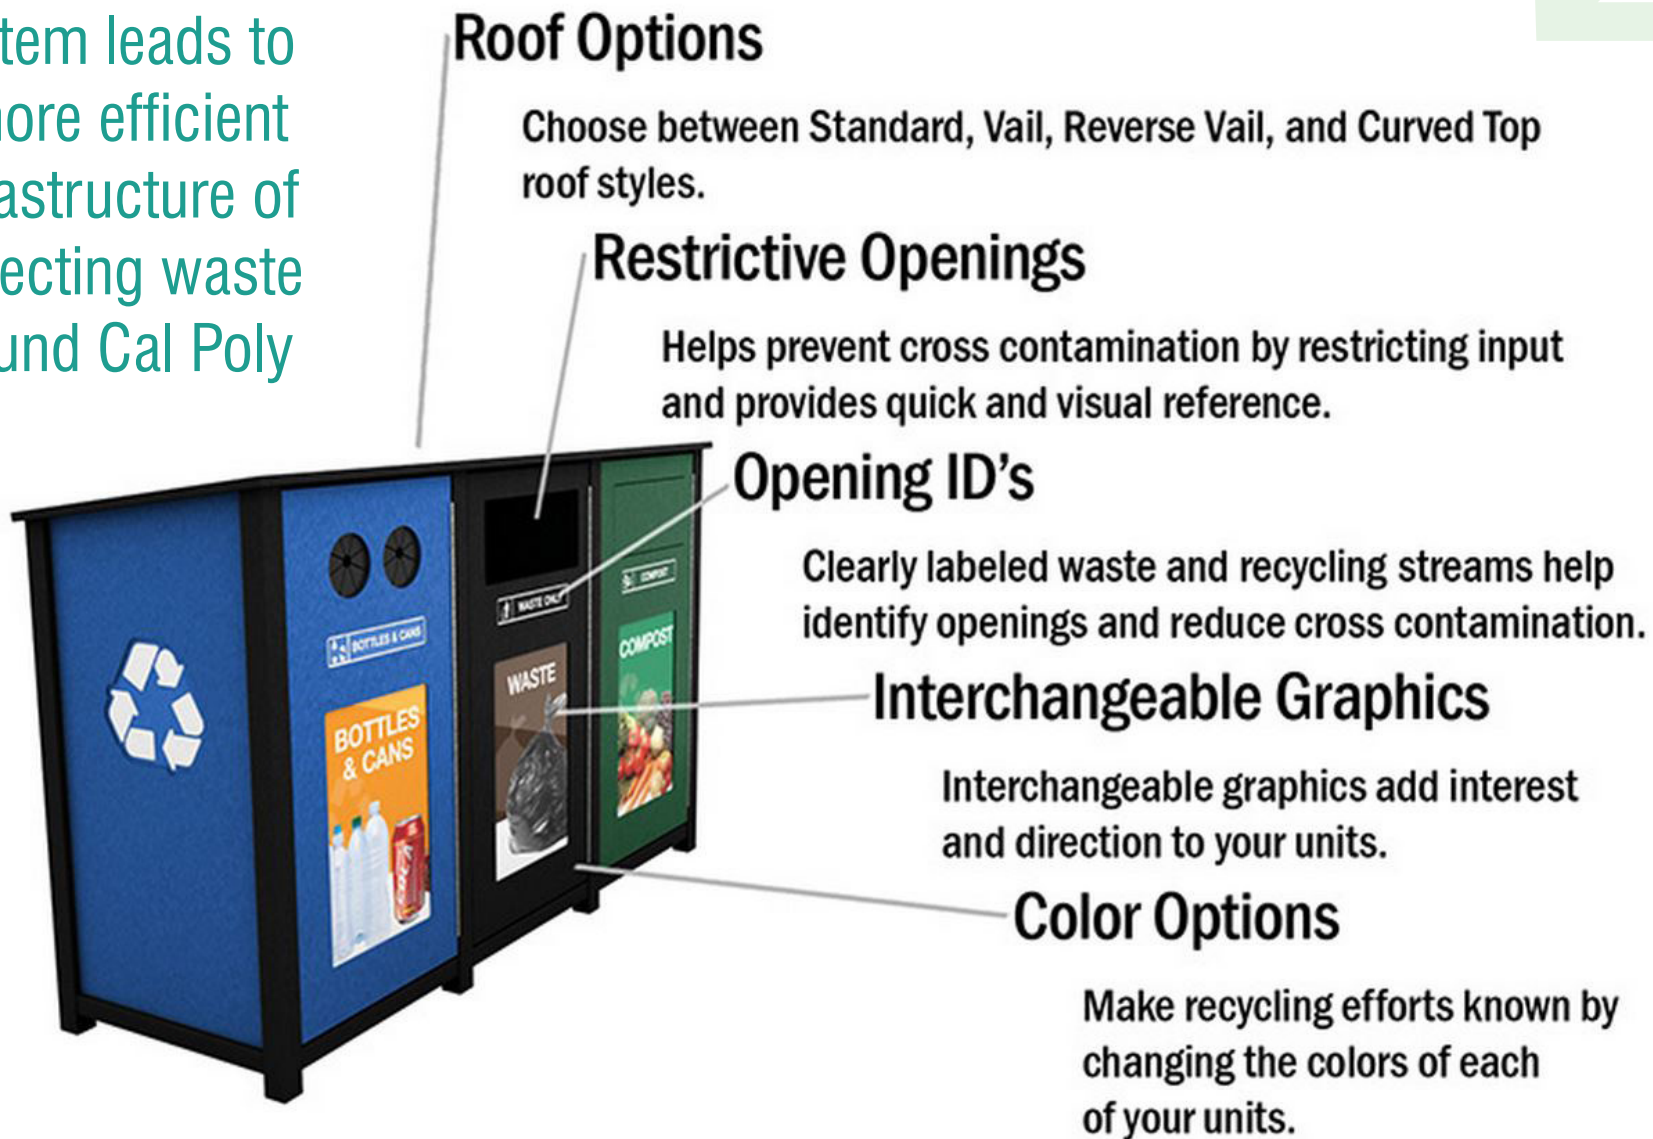 tem leads to
ore efficient
astructure of
ecting waste
und Cal Poly
Roof Options
Choose between Standard, Vail, Reverse Vail, and Curved Top
roof styles.
Restrictive Openings
Helps prevent cross contamination by restricting input
and provides quick and visual reference.
Opening ID's
Clearly labeled waste and recycling streams help
identify openings and reduce cross contamination.
Interchangeable Graphics
Interchangeable graphics add interest
and direction to your units.
Color Options
Make recycling efforts known by
changing the colors of each
of your units.
BOTTLES & CANS
BOTTLES
& CANS
WASTE ONLY
WASTE
COMPOST
COMPOST